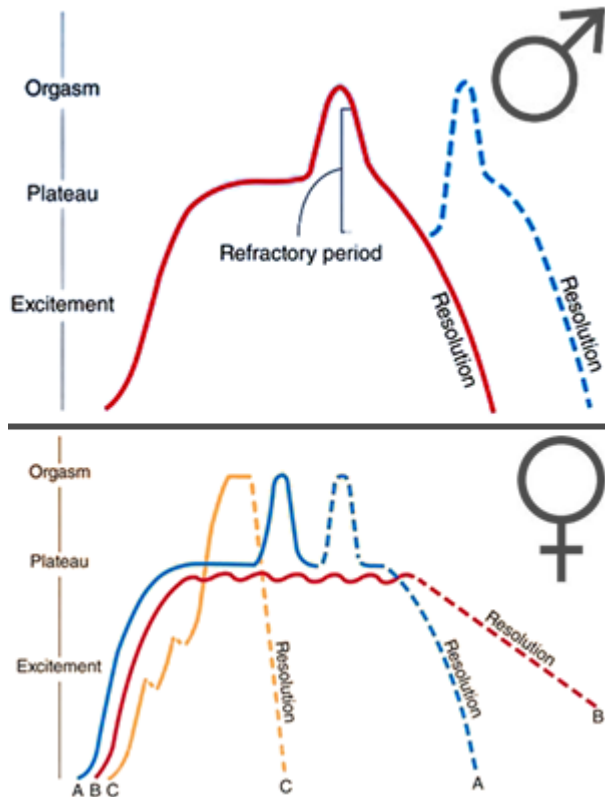 Orgasm
Plateau
Refractory period
Excitement
Resolution
Resolution
Orgasm
Plateau
Excitement
Resolution
Resolution
Resolution
B
A B C
C
A